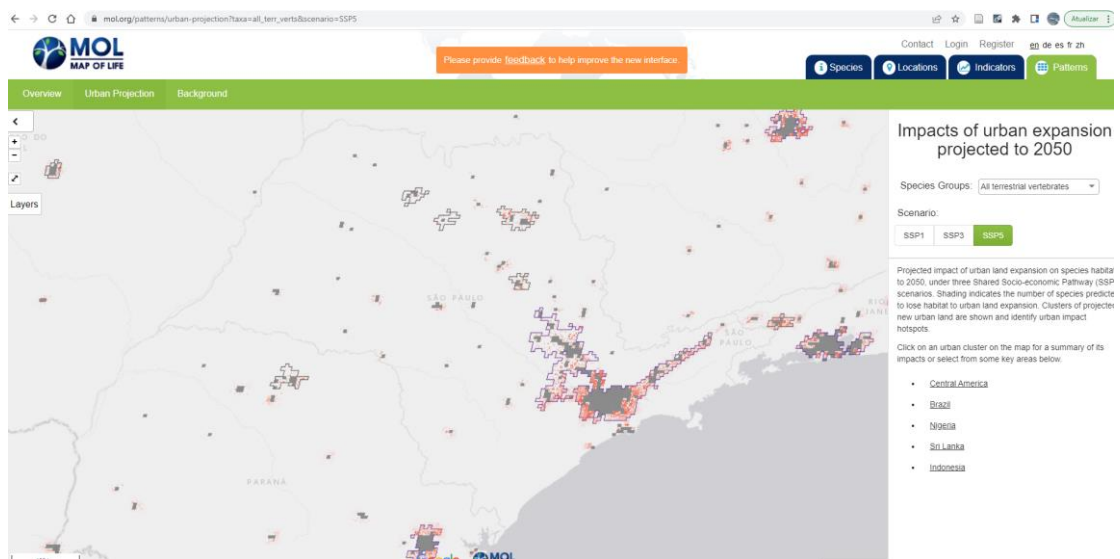 mol.org/patterns/urban-projection?taxa=all_terr_verts&scenario=SSP5
Atualizar
MOL
MAP OF LIFE
Please provide feedback to help improve the new interface.
Contact Login Register en de es fr zh
Species Locations Indicators Patterns
Overview Urban Projection Background
Layers
SÃO PAULO
SÃO
PAULO
RIO
PARANÁ
MOL
Impacts of urban expansion
projected to 2050
Species Groups: All terrestrial vertebrates
Scenario:
SSP1 SSP3 SSP5
Projected impact of urban land expansion on species habita
to 2050, under three Shared Socio-economic Pathway (SSP
scenarios. Shading indicates the number of species predicte
to lose habitat to urban land expansion. Clusters of projected
new urban land are shown and identify urban impact
hotspots.
Click on an urban cluster on the map for a summary of its
impacts or select from some key areas below.
Central America
Brazil
Nigeria
Sri Lanka
Indonesia